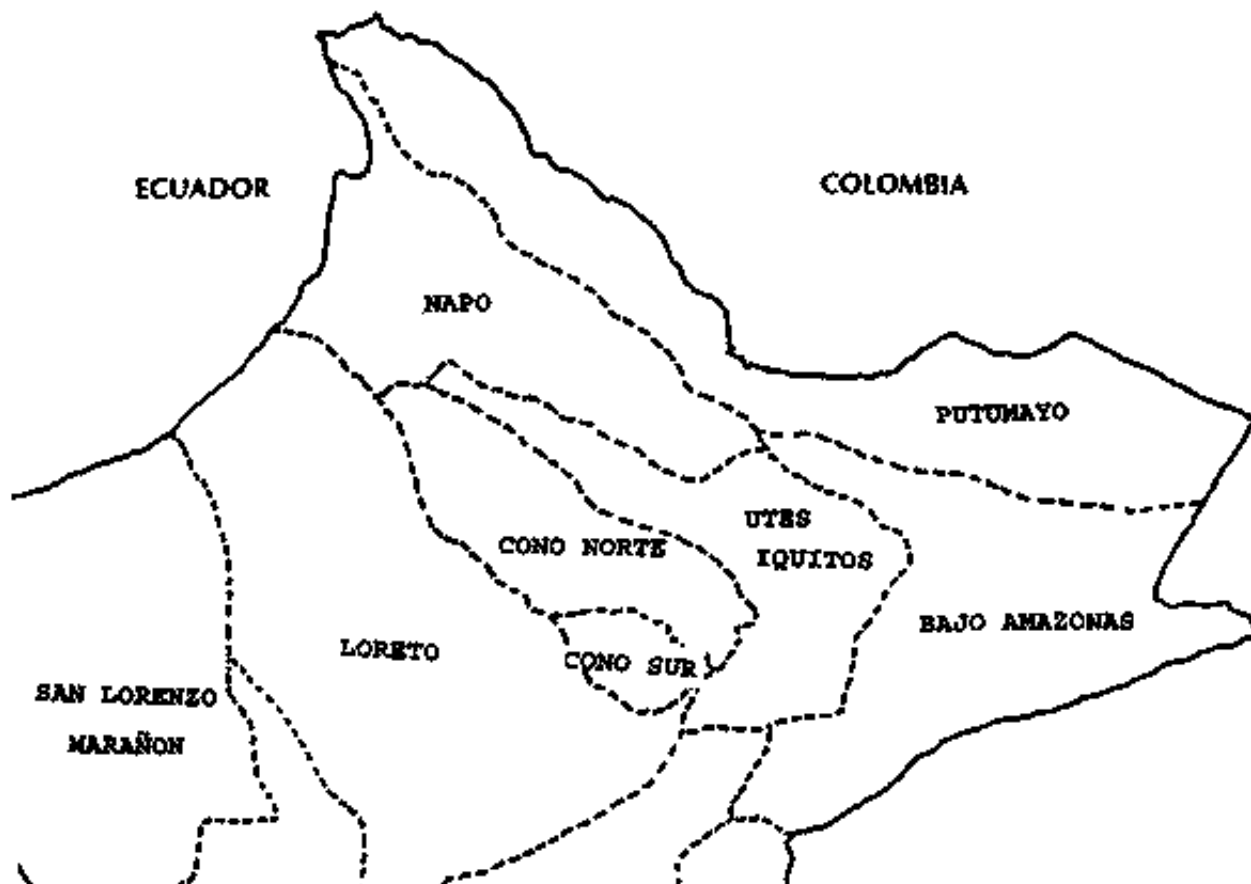 ECUADOR
COLOMBIA
NAPO
PUTUMAYO
UTES
IQUITOS
CONO NORTE
BAJO AMAZONAS
LORETO
CONO SUR
SAN LORENZO
MARAÑON